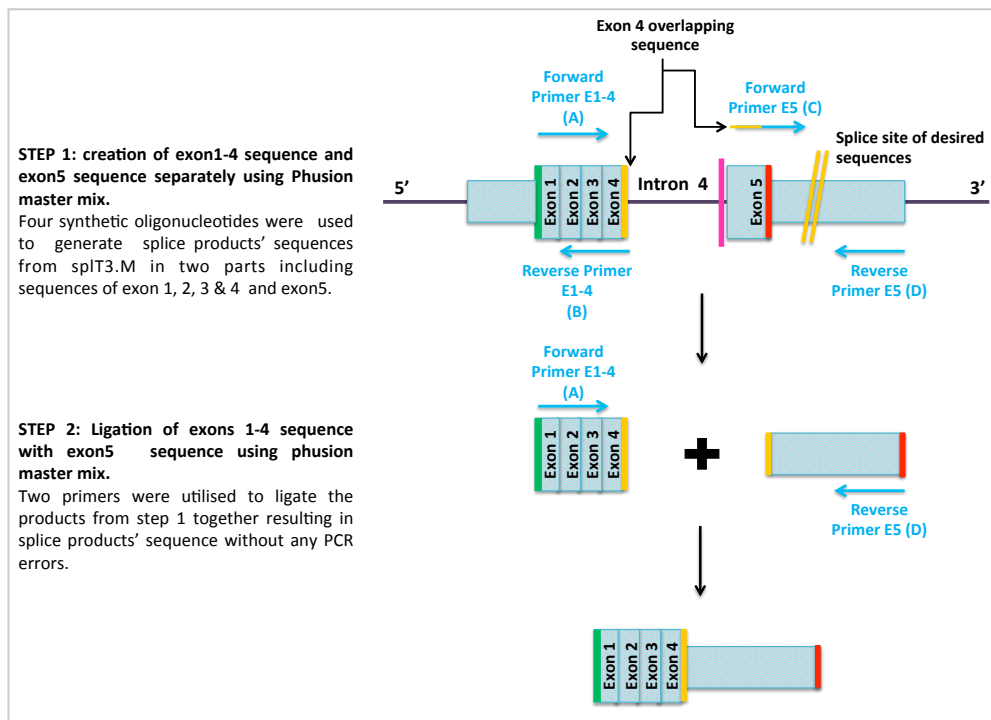 Exon 4 overlapping
sequence
Forward
Primer E1-4
(A)
Forward
Primer E5 (C)
Splice site of desired
sequences
STEP 1: creation of exon1-4 sequence and
exon5 sequence separately using Phusion
master mix.
Four synthetic oligonucleotides were used
to generate splice products’ sequences
from splT3.M in two parts including
sequences of exon 1, 2, 3 & 4 and exon5.
5’
Exon 1
Exon 2
Exon 3
Exon 4
Intron 4
Exon 5
3’
Reverse Primer
E1-4
(B)
Reverse
Primer E5 (D)
Forward
Primer E1-4
(A)
STEP 2: Ligation of exons 1-4 sequence
with exon5 sequence using phusion
master mix.
Two primers were utilised to ligate the
products from step 1 together resulting in
splice products’ sequence without any PCR
errors.
Exon 1
Exon 2
Exon 3
Exon 4
Reverse
Primer E5 (D)
Exon 1
Exon 2
Exon 3
Exon 4